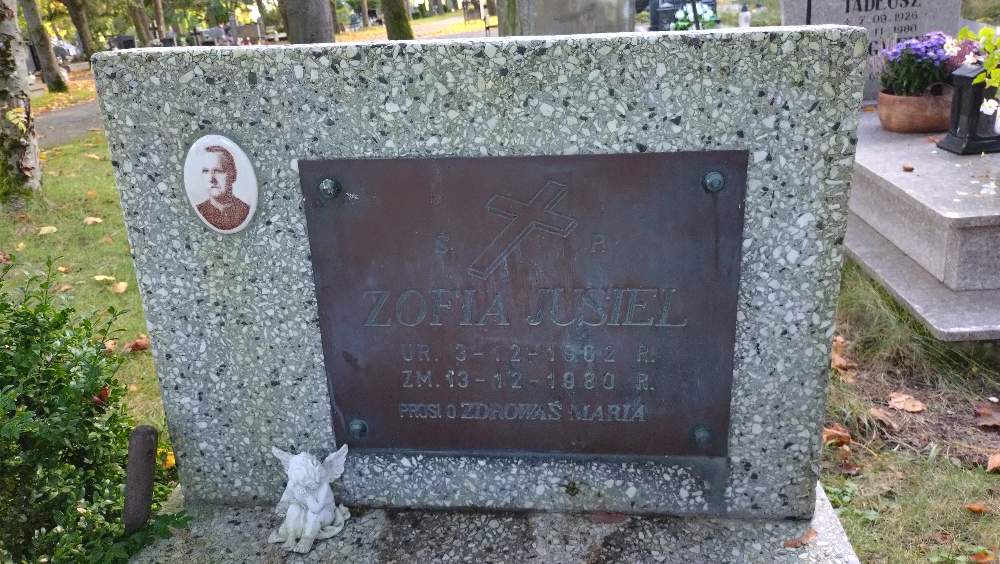 Ś P.
ZOFIA JUSIEL
UR. 3-12-1902 R.
ZM. 13-12-1980 R.
PROSI O ZDROWAŚ MARIA
TADEUSZ